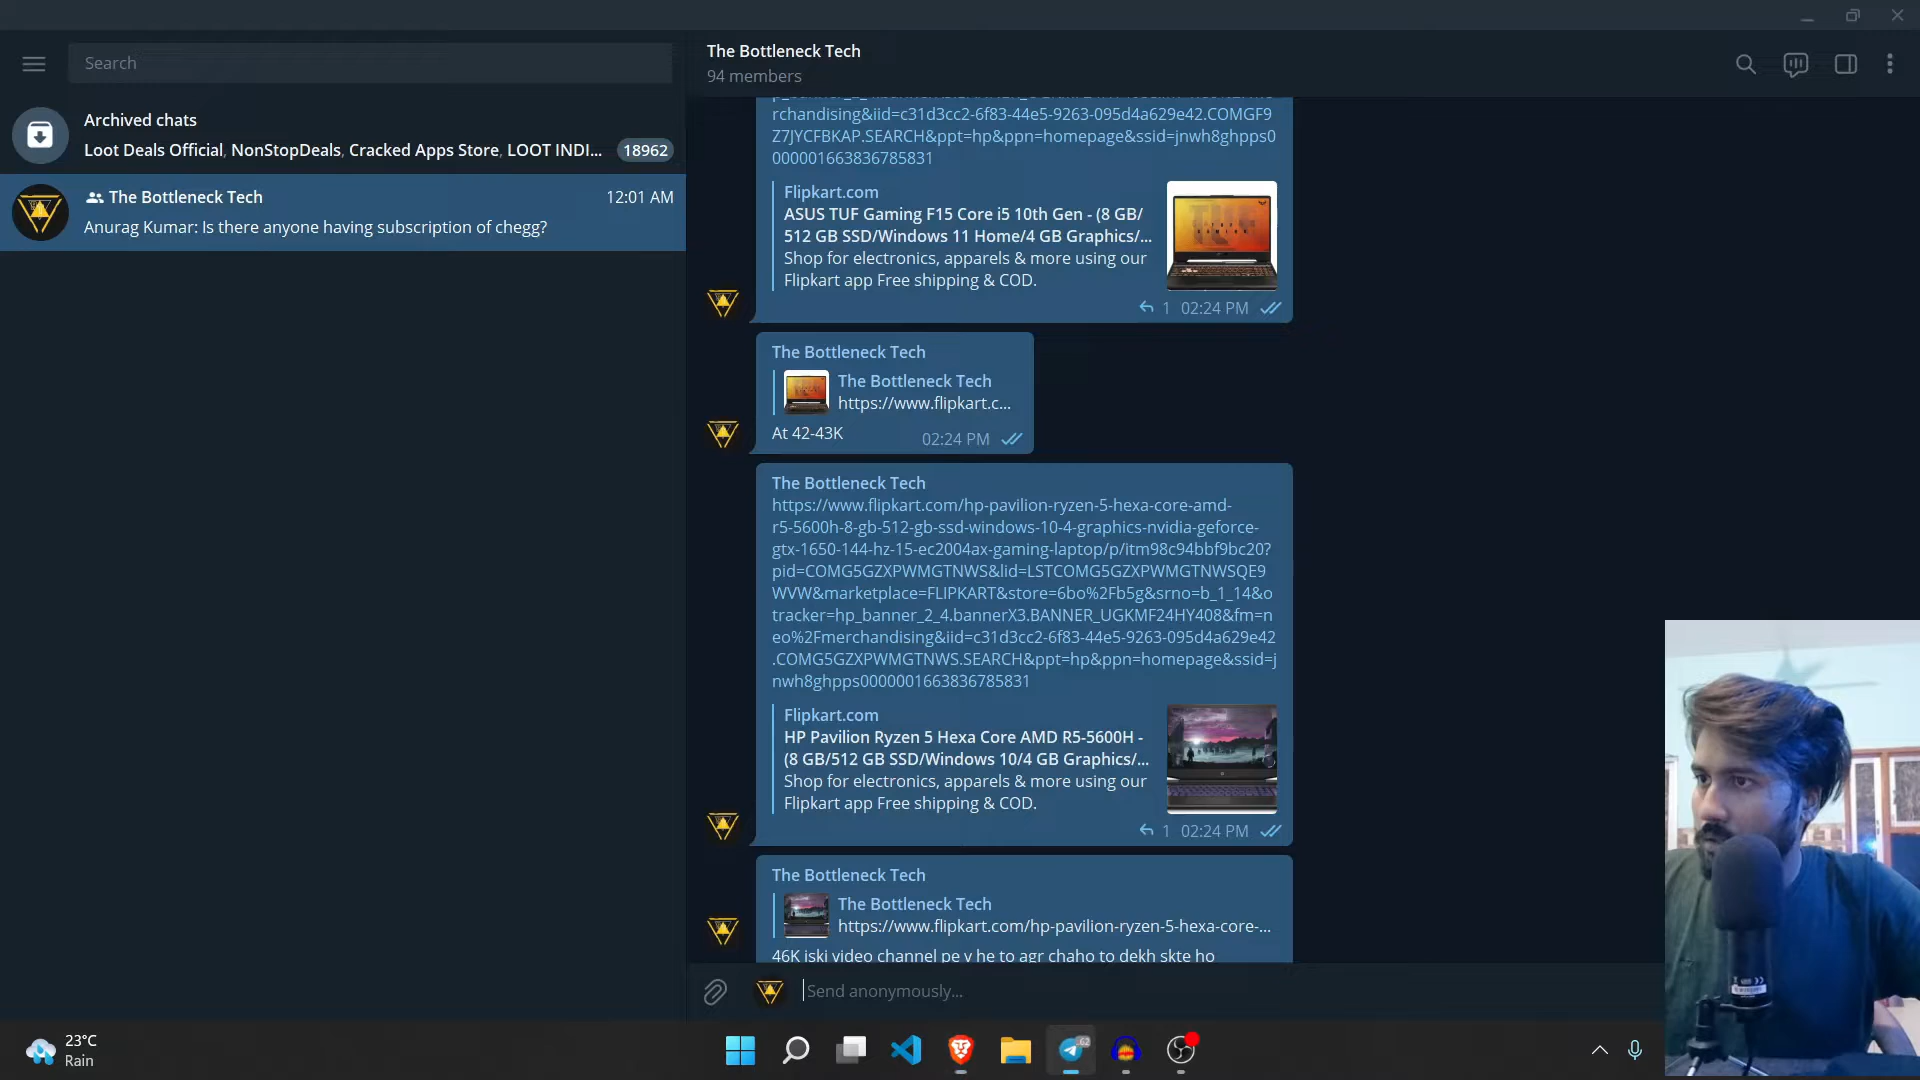 Search
Archived chats
Loot Deals Official, NonStopDeals, Cracked Apps Store, LOOT INDI...
18962
The Bottleneck Tech
12:01 AM
Anurag Kumar: Is there anyone having subscription of chegg?
The Bottleneck Tech
94 members
rchandising&iid=c31d3cc2-6f83-44e5-9263-095d4a629e42.COMGF9
Z7JYCFBKAP.SEARCH&ppt=hp&ppn=homepage&ssid=jnwh8ghpps0
0000001663836785831
Flipkart.com
ASUS TUF Gaming F15 Core i5 10th Gen - (8 GB/
512 GB SSD/Windows 11 Home/4 GB Graphics/...
Shop for electronics, apparels & more using our
Flipkart app Free shipping & COD.
1 02:24 PM
The Bottleneck Tech
The Bottleneck Tech
https://www.flipkart.c...
At 42-43K
02:24 PM
The Bottleneck Tech
https://www.flipkart.com/hp-pavilion-ryzen-5-hexa-core-amd-
r5-5600h-8-gb-512-gb-ssd-windows-10-4-graphics-nvidia-geforce-
gtx-1650-144-hz-15-ec2004ax-gaming-laptop/p/itm98c94bbf9bc20?
pid=COMG5GZXPWMGTNWS&lid=LSTCOMG5GZXPWMGTNWSQE9
WVW&marketplace=FLIPKART&store=6bo%2Fb5g&srno=b_1_14&o
tracker=hp_banner_2_4.bannerX3.BANNER_UGKMF24HY408&fm=n
eo%2Fmerchandising&iid=c31d3cc2-6f83-44e5-9263-095d4a629e42
.COMG5GZXPWMGTNWS.SEARCH&ppt=hp&ppn=homepage&ssid=j
nwh8ghpps0000001663836785831
Flipkart.com
HP Pavilion Ryzen 5 Hexa Core AMD R5-5600H -
(8 GB/512 GB SSD/Windows 10/4 GB Graphics/...
Shop for electronics, apparels & more using our
Flipkart app Free shipping & COD.
1 02:24 PM
The Bottleneck Tech
The Bottleneck Tech
https://www.flipkart.com/hp-pavilion-ryzen-5-hexa-core-...
46K iski video channel pe v he to agr chaho to dekh skte ho
Send anonymously...
23°C
Rain